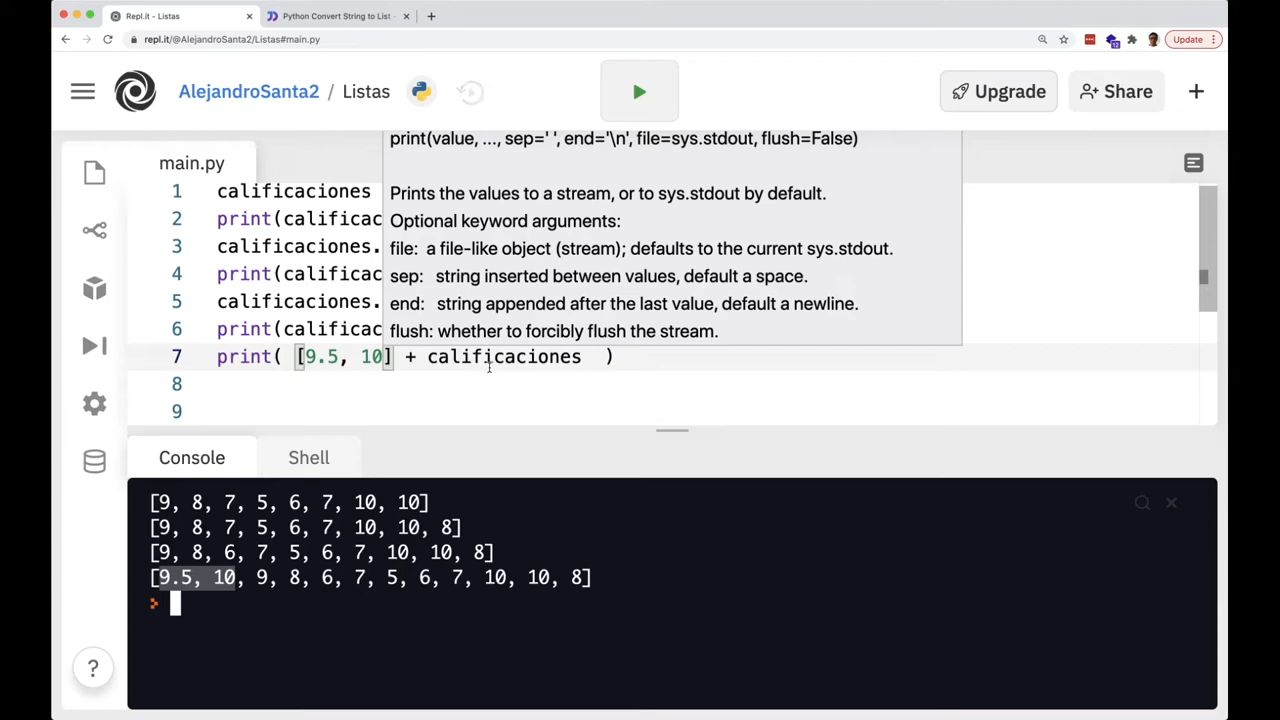 Repl.it - Listas
Python Convert String to List -
repl.it/@AlejandroSanta2/Listas#main.py
12
Update
AlejandroSanta2 / Listas
Upgrade
Share
main.py
print(value, ..., sep=' ', end='\n', file=sys.stdout, flush=False)
Prints the values to a stream, or to sys.stdout by default.
Optional keyword arguments:
file: a file-like object (stream); defaults to the current sys.stdout.
sep: string inserted between values, default a space.
end: string appended after the last value, default a newline.
flush: whether to forcibly flush the stream.
1 calificaciones
2 print(calificac
3 calificaciones.
4 print(calificac
5 calificaciones.
6 print(calificac
7 print( [9.5, 10] + calificaciones )
8
9
Console
Shell
[9, 8, 7, 5, 6, 7, 10, 10]
[9, 8, 7, 5, 6, 7, 10, 10, 8]
[9, 8, 6, 7, 5, 6, 7, 10, 10, 8]
[9.5, 10, 9, 8, 6, 7, 5, 6, 7, 10, 10, 8]
>
?